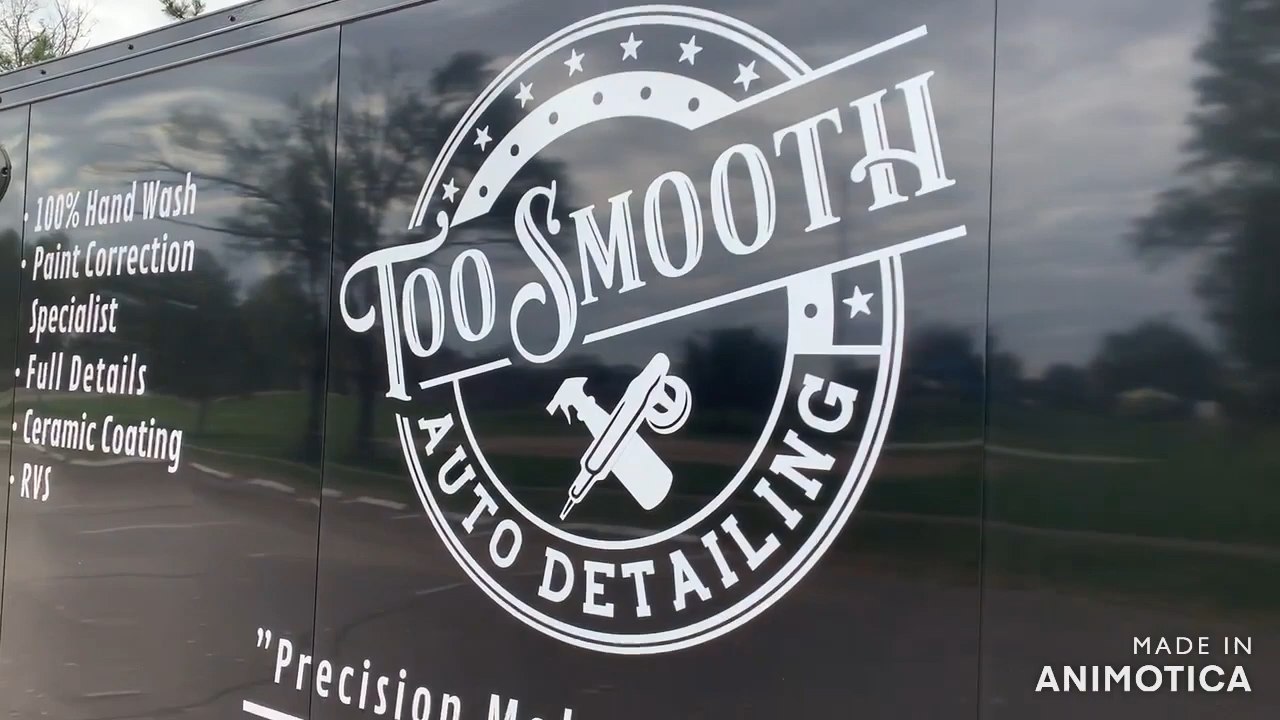 · 100% Hand Wash
· Paint Correction
Specialist
· Full Details
· Ceramic Coating
· RVS
TOO SMOOTH
AUTO DETAILING
"Precision
MADE IN
ANIMOTICA